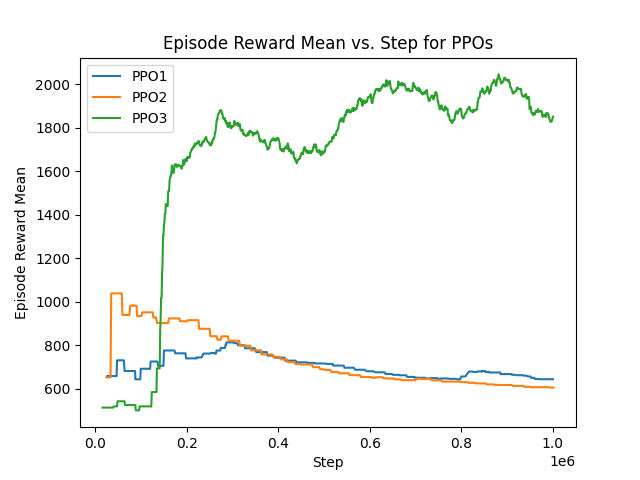 Episode Reward Mean vs. Step for PPOs
PPO1
PPO2
PPO3
Episode Reward Mean
2000
1800
1600
1400
1200
1000
800
600
0.0 0.2 0.4 0.6 0.8 1.0
1e6
Step